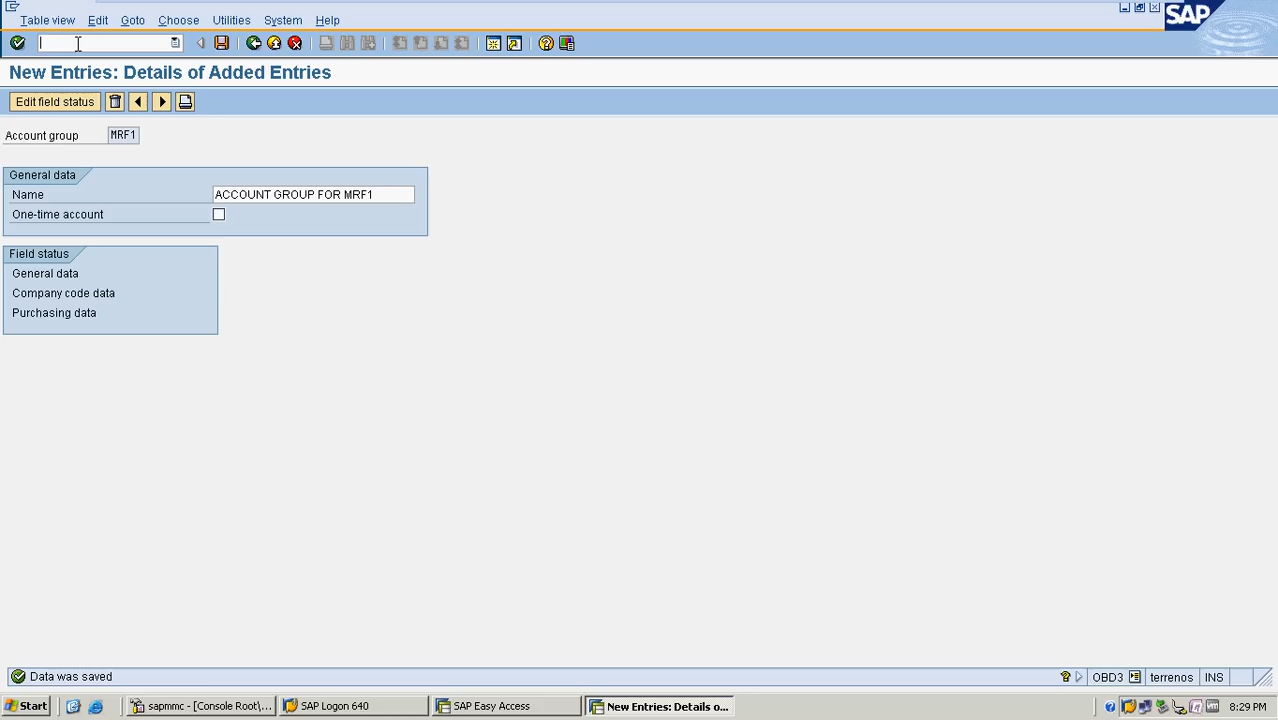 Table view Edit Goto Choose Utilities System Help
SAP
New Entries: Details of Added Entries
Edit field status
Account group MRF1
General data
Name ACCOUNT GROUP FOR MRF1
One-time account
Field status
General data
Company code data
Purchasing data
Data was saved OBD3 terrenos INS
Start sapmmc - [Console Root\... SAP Logon 640 SAP Easy Access New Entries: Details o... 8:29 PM